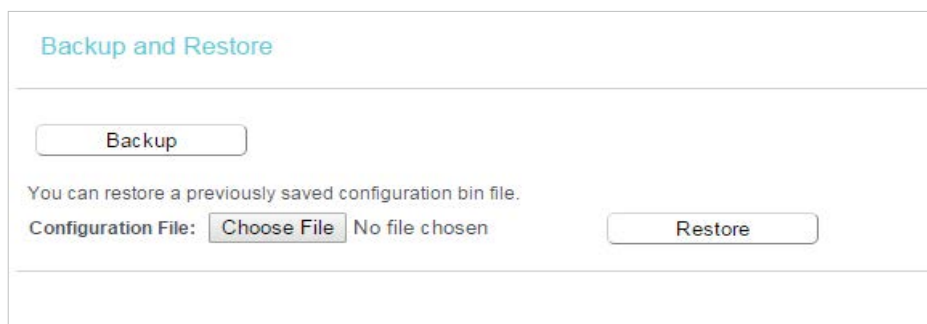 Backup and Restore
Backup
You can restore a previously saved configuration bin file.
Configuration File: Choose File No file chosen Restore